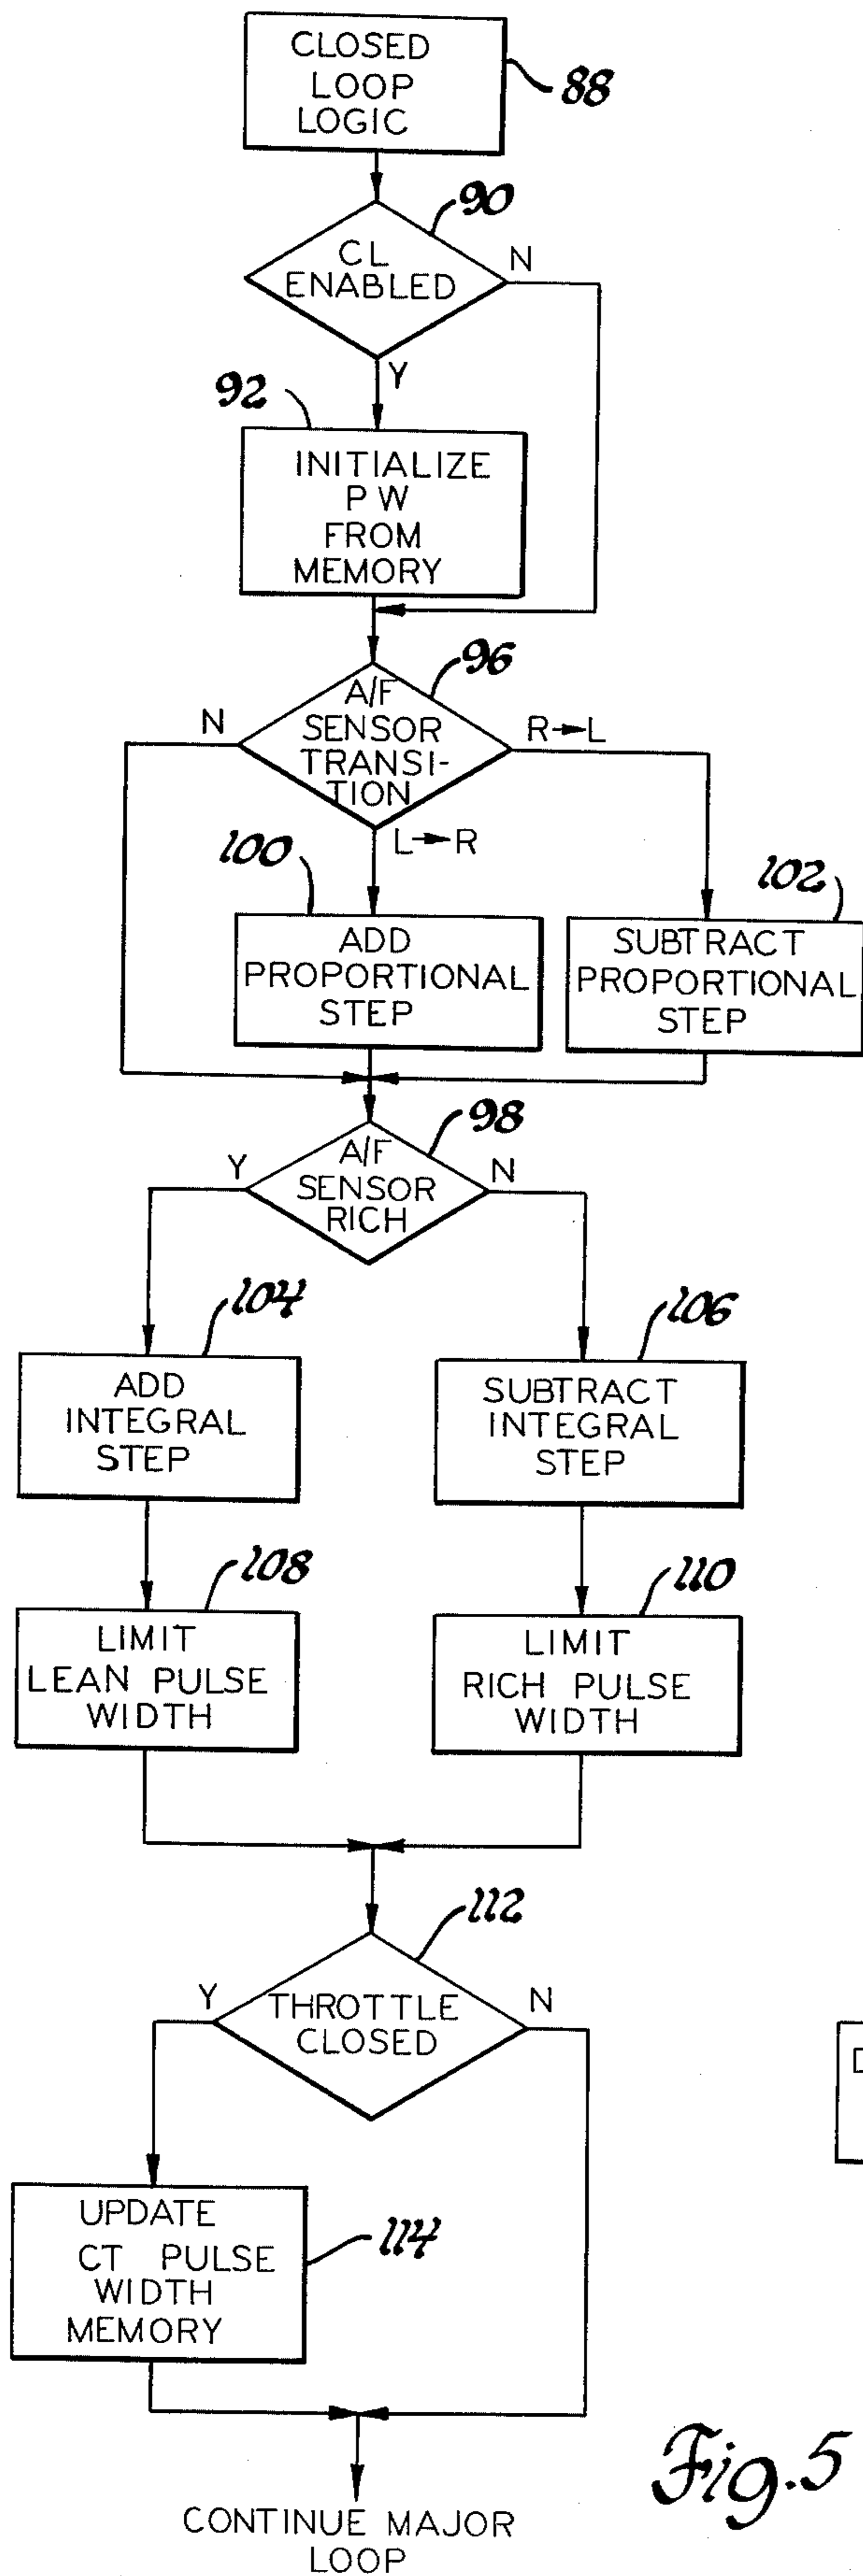 CLOSED
LOOP
LOGIC
88
90
CL
ENABLED
N
Y
92
INITIALIZE
PW
FROM
MEMORY
96
A/F
SENSOR
TRANSI-
TION
N
R→L
L→R
100
102
ADD
PROPORTIONAL
STEP
SUBTRACT
PROPORTIONAL
STEP
98
A/F
SENSOR
RICH
Y
N
104
106
ADD
INTEGRAL
STEP
SUBTRACT
INTEGRAL
STEP
108
110
LIMIT
LEAN PULSE
WIDTH
LIMIT
RICH PULSE
WIDTH
112
THROTTLE
CLOSED
Y
N
UPDATE
CT PULSE
WIDTH
MEMORY
114
CONTINUE MAJOR
LOOP
Fig. 5